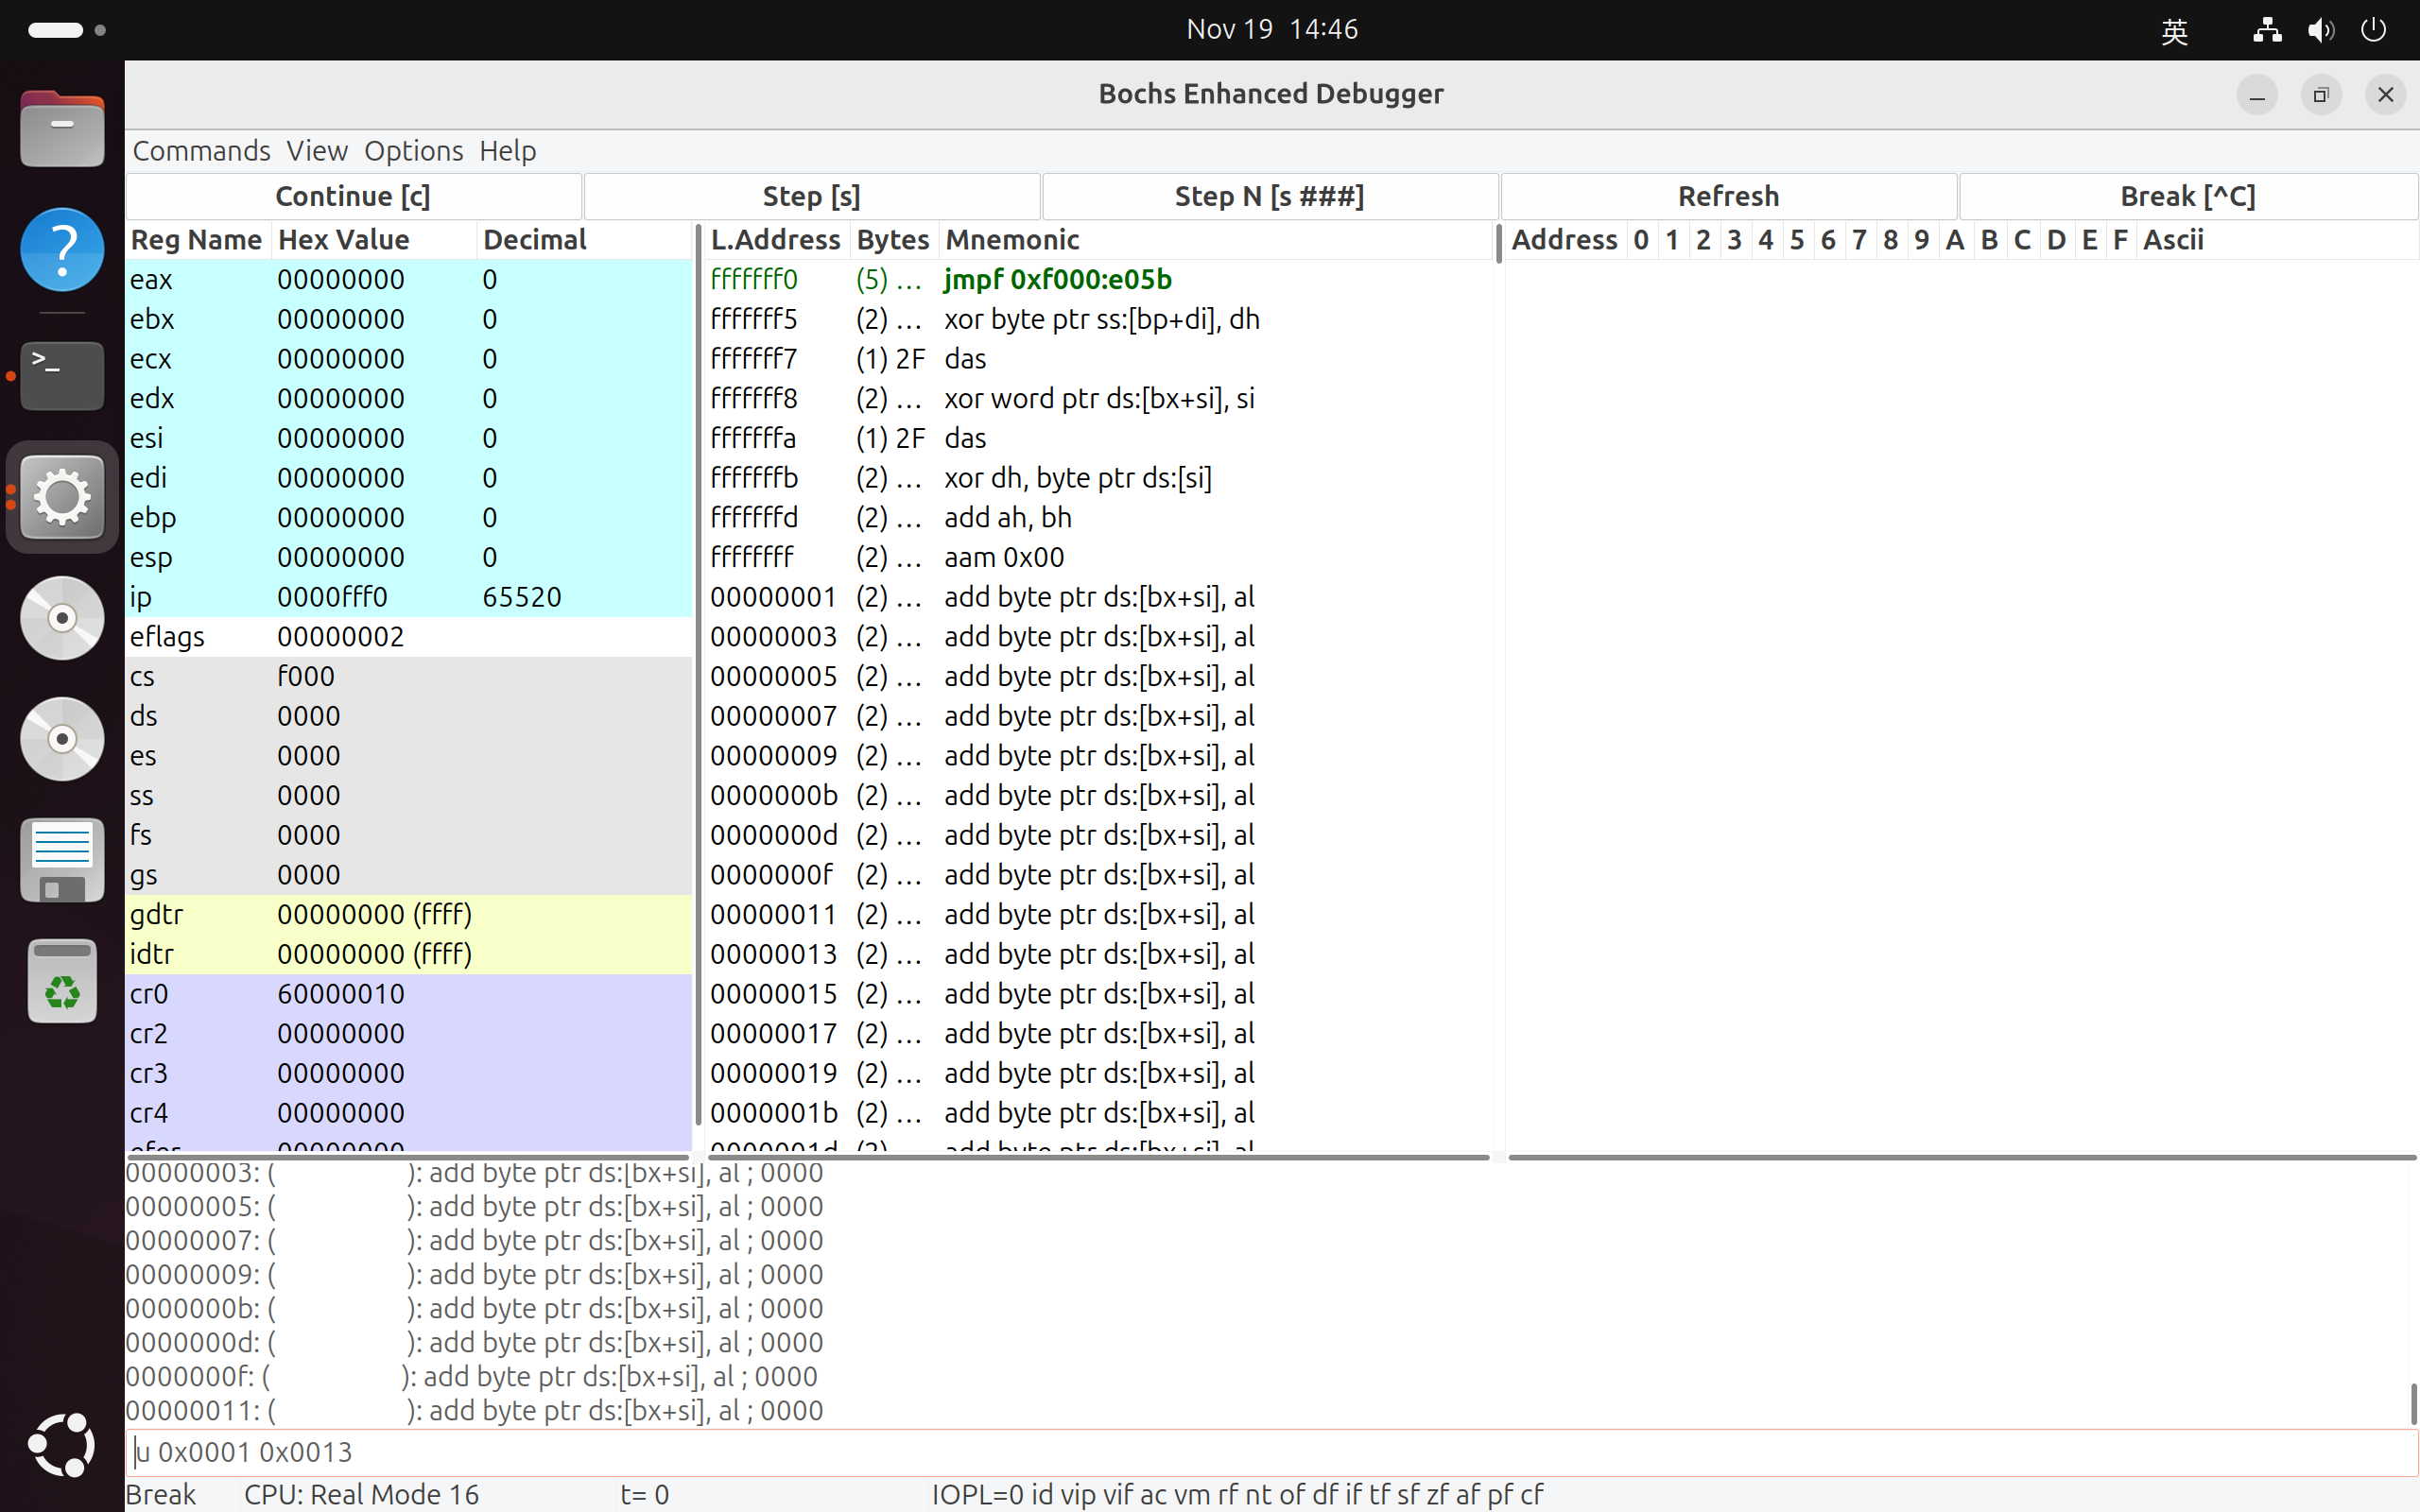 Nov 19 14:46
英
Bochs Enhanced Debugger
Commands View Options Help
Continue [c] Step [s] Step N [s ###] Refresh Break [^C]
Reg Name Hex Value Decimal L.Address Bytes Mnemonic Address 0 1 2 3 4 5 6 7 8 9 A B C D E F Ascii
eax 00000000 0 fffffff0 (5) … jmpf 0xf000:e05b
ebx 00000000 0 fffffff5 (2) … xor byte ptr ss:[bp+di], dh
ecx 00000000 0 fffffff7 (1) 2F das
edx 00000000 0 fffffff8 (2) … xor word ptr ds:[bx+si], si
esi 00000000 0 fffffffa (1) 2F das
edi 00000000 0 fffffffb (2) … xor dh, byte ptr ds:[si]
ebp 00000000 0 fffffffd (2) … add ah, bh
esp 00000000 0 ffffffff (2) … aam 0x00
ip 0000fff0 65520 00000001 (2) … add byte ptr ds:[bx+si], al
eflags 00000002 00000003 (2) … add byte ptr ds:[bx+si], al
cs f000 00000005 (2) … add byte ptr ds:[bx+si], al
ds 0000 00000007 (2) … add byte ptr ds:[bx+si], al
es 0000 00000009 (2) … add byte ptr ds:[bx+si], al
ss 0000 0000000b (2) … add byte ptr ds:[bx+si], al
fs 0000 0000000d (2) … add byte ptr ds:[bx+si], al
gs 0000 0000000f (2) … add byte ptr ds:[bx+si], al
gdtr 00000000 (ffff) 00000011 (2) … add byte ptr ds:[bx+si], al
idtr 00000000 (ffff) 00000013 (2) … add byte ptr ds:[bx+si], al
cr0 60000010 00000015 (2) … add byte ptr ds:[bx+si], al
cr2 00000000 00000017 (2) … add byte ptr ds:[bx+si], al
cr3 00000000 00000019 (2) … add byte ptr ds:[bx+si], al
cr4 00000000 0000001b (2) … add byte ptr ds:[bx+si], al
efer 00000000 0000001d (2) … add byte ptr ds:[bx+si], al
00000003: ( ): add byte ptr ds:[bx+si], al ; 0000
00000005: ( ): add byte ptr ds:[bx+si], al ; 0000
00000007: ( ): add byte ptr ds:[bx+si], al ; 0000
00000009: ( ): add byte ptr ds:[bx+si], al ; 0000
0000000b: ( ): add byte ptr ds:[bx+si], al ; 0000
0000000d: ( ): add byte ptr ds:[bx+si], al ; 0000
0000000f: ( ): add byte ptr ds:[bx+si], al ; 0000
00000011: ( ): add byte ptr ds:[bx+si], al ; 0000
u 0x0001 0x0013
Break CPU: Real Mode 16 t= 0 IOPL=0 id vip vif ac vm rf nt of df if tf sf zf af pf cf